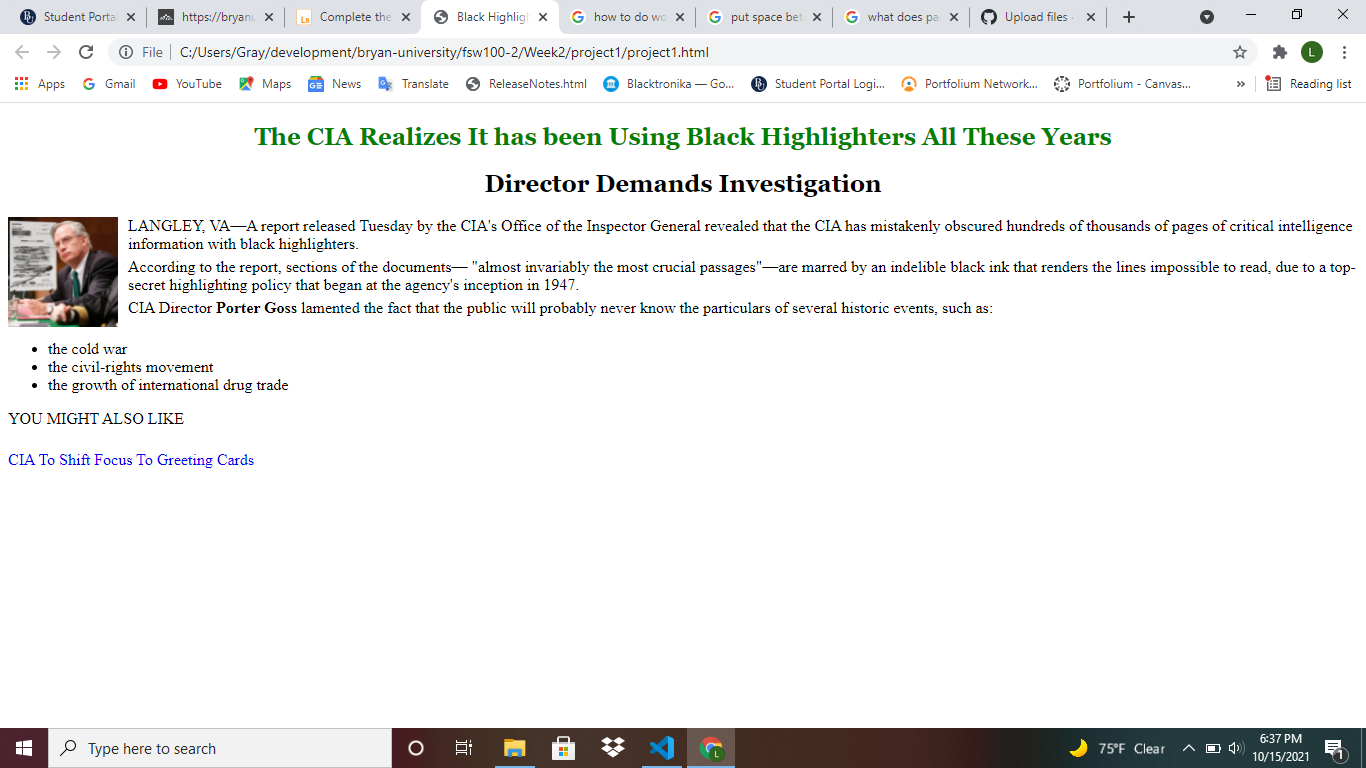 Student Portal
https://bryanu
Complete the
Black Highligh
how to do wo
put space bet
what does pa
Upload files ·
File
C:/Users/Gray/development/bryan-university/fsw100-2/Week2/project1/project1.html
L
Apps
Gmail
YouTube
Maps
News
Translate
ReleaseNotes.html
Blacktronika — Go...
Student Portal Logi...
Portfolium Network...
Portfolium - Canvas...
»
Reading list
The CIA Realizes It has been Using Black Highlighters All These Years
Director Demands Investigation
LANGLEY, VA—A report released Tuesday by the CIA's Office of the Inspector General revealed that the CIA has mistakenly obscured hundreds of thousands of pages of critical intelligence
information with black highlighters.
According to the report, sections of the documents— "almost invariably the most crucial passages"—are marred by an indelible black ink that renders the lines impossible to read, due to a top-
secret highlighting policy that began at the agency's inception in 1947.
CIA Director Porter Goss lamented the fact that the public will probably never know the particulars of several historic events, such as:
• the cold war
• the civil-rights movement
• the growth of international drug trade
YOU MIGHT ALSO LIKE
CIA To Shift Focus To Greeting Cards
Type here to search
75°F Clear
6:37 PM
10/15/2021
1